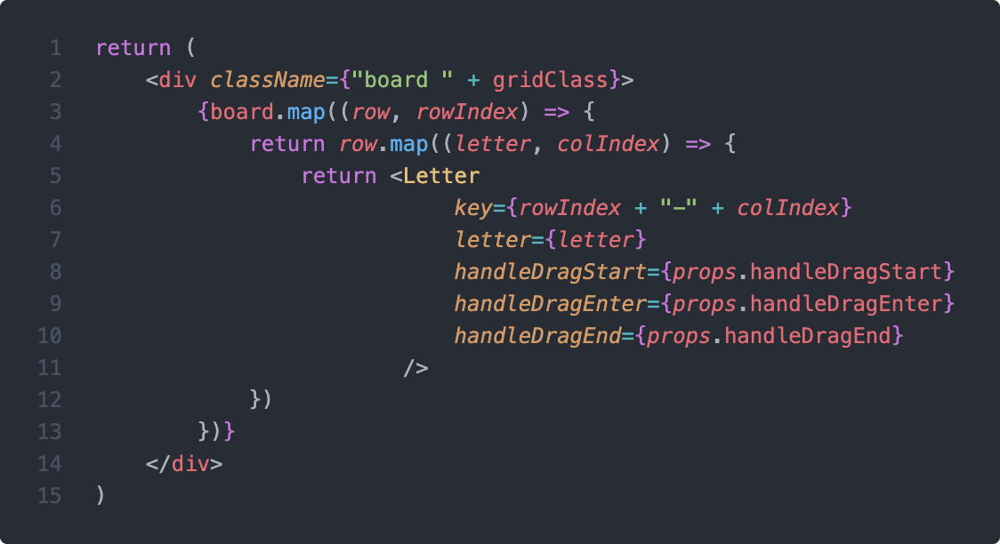 1 return (
2     <div className={"board " + gridClass}>
3         {board.map((row, rowIndex) => {
4             return row.map((letter, colIndex) => {
5                 return <Letter
6                             key={rowIndex + "-" + colIndex}
7                             letter={letter}
8                             handleDragStart={props.handleDragStart}
9                             handleDragEnter={props.handleDragEnter}
10                             handleDragEnd={props.handleDragEnd}
11                         />
12             })
13         })}
14     </div>
15 )